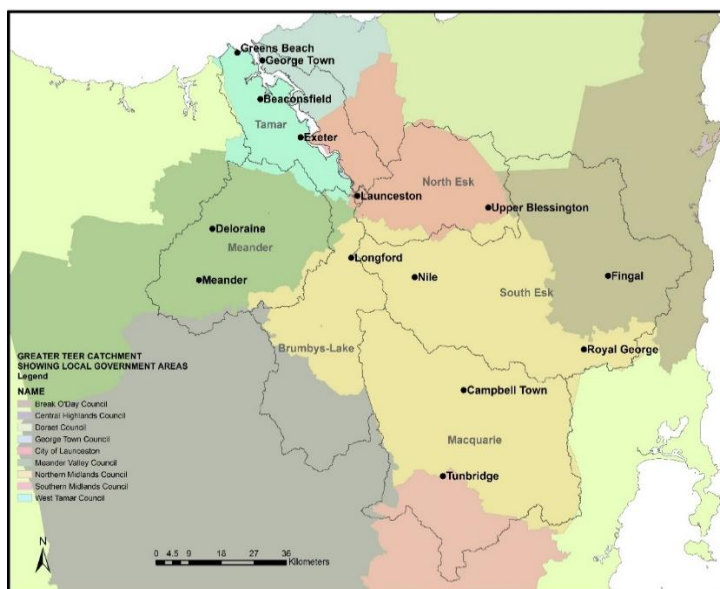 Greens Beach
George Town
Beaconsfield
Tamar
Exeter
North Esk
Launceston
Upper Blessington
Deloraine
Meander
Longford
Meander
Nile
Fingal
South Esk
Brumbys-Lake
Royal George
Campbell Town
Macquarie
Tunbridge
GREATER TEER CATCHMENT
SHOWING LOCAL GOVERNMENT AREAS
Legend
NAME
Break O'Day Council
Central Highlands Council
Dorset Council
George Town Council
City of Launceston
Meander Valley Council
Northern Midlands Council
Southern Midlands Council
West Tamar Council
N
0 4.5 9 18 27 36
Kilometers